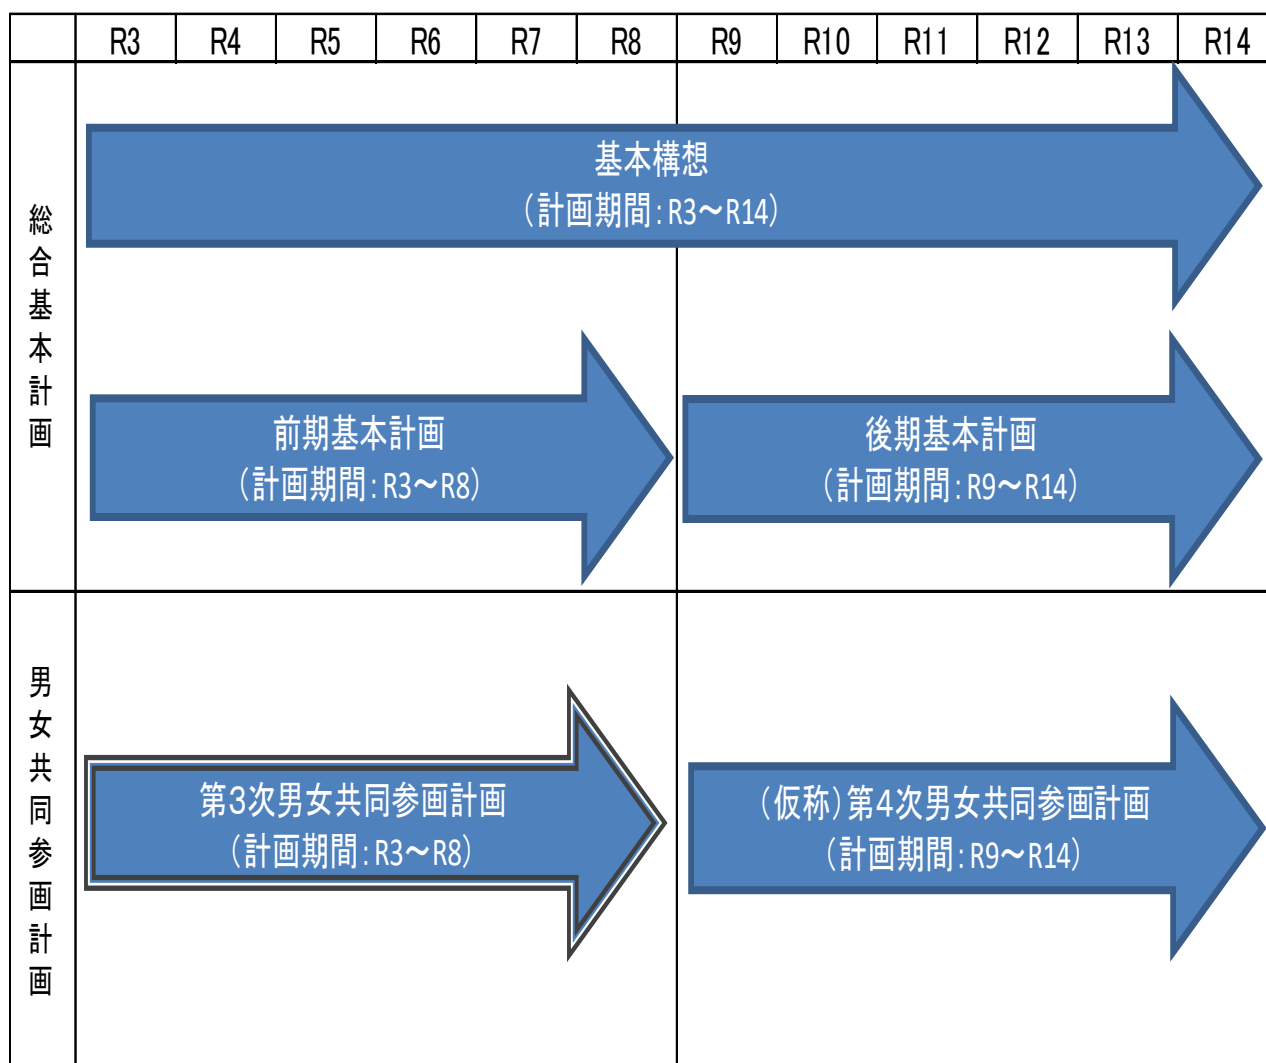 R3 R4 R5 R6 R7 R8 R9 R10 R11 R12 R13 R14
総合基本計画
基本構想
（計画期間：R3～R14）
前期基本計画
（計画期間：R3～R8）
後期基本計画
（計画期間：R9～R14）
男女共同参画計画
第3次男女共同参画計画
（計画期間：R3～R8）
（仮称）第4次男女共同参画計画
（計画期間：R9～R14）